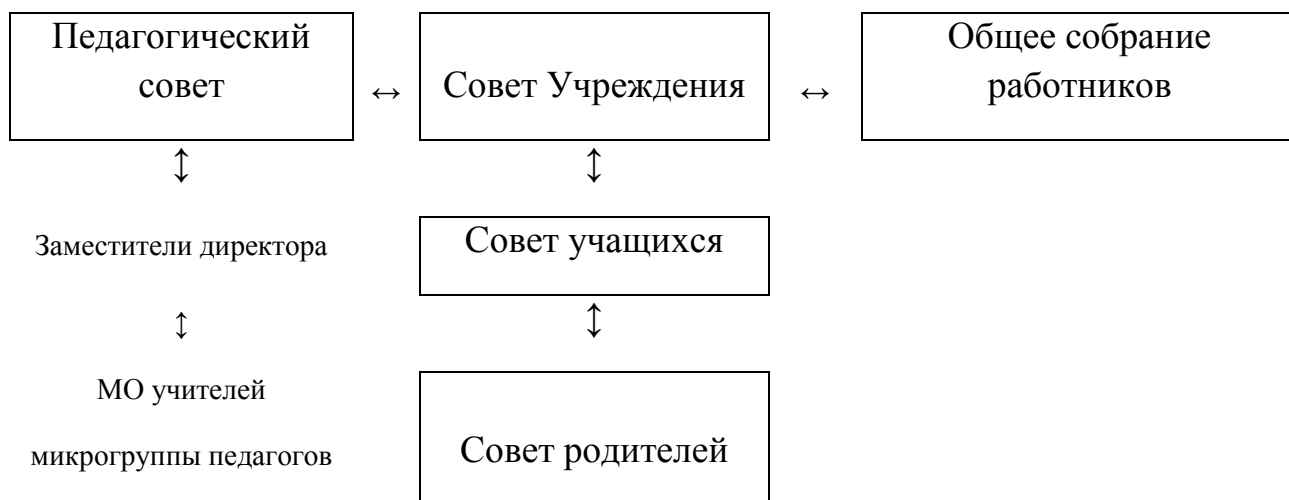 Педагогический
совет
↔
Совет Учреждения
↔
Общее собрание
работников
↕
↕
Заместители директора
Совет учащихся
↕
↕
МО учителей
микрогруппы педагогов
Совет родителей